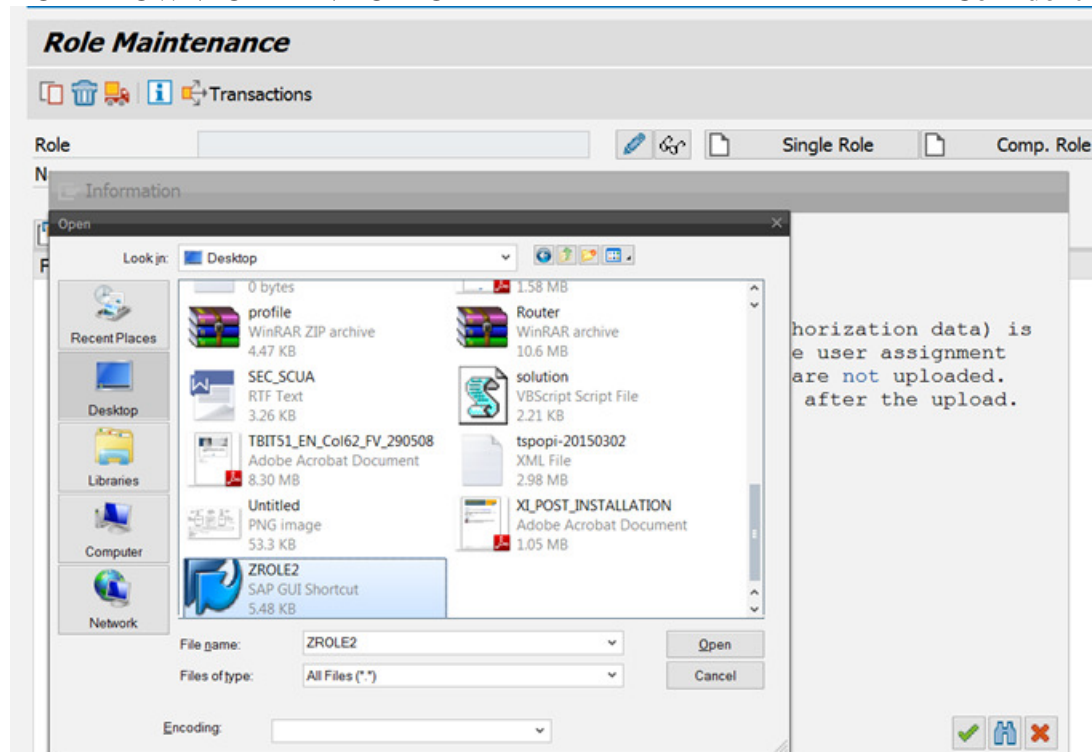 Role Maintenance
Transactions
Role
Single Role
Comp. Role
Information
Open
Look in:
Desktop
0 bytes
1.58 MB
profile
WinRAR ZIP archive
4.47 KB
Router
WinRAR archive
10.6 MB
SEC_SCUA
RTF Text
3.26 KB
solution
VBScript Script File
2.21 KB
TBIT51_EN_Col62_FV_290508
Adobe Acrobat Document
8.30 MB
tspopi-20150302
XML File
2.98 MB
Untitled
PNG image
53.3 KB
XI_POST_INSTALLATION
Adobe Acrobat Document
1.05 MB
ZROLE2
SAP GUI Shortcut
5.48 KB
Recent Places
Desktop
Libraries
Computer
Network
File name:
ZROLE2
Open
Files of type:
All Files (*.*)
Cancel
Encoding:
horization data) is
e user assignment
are not uploaded.
after the upload.